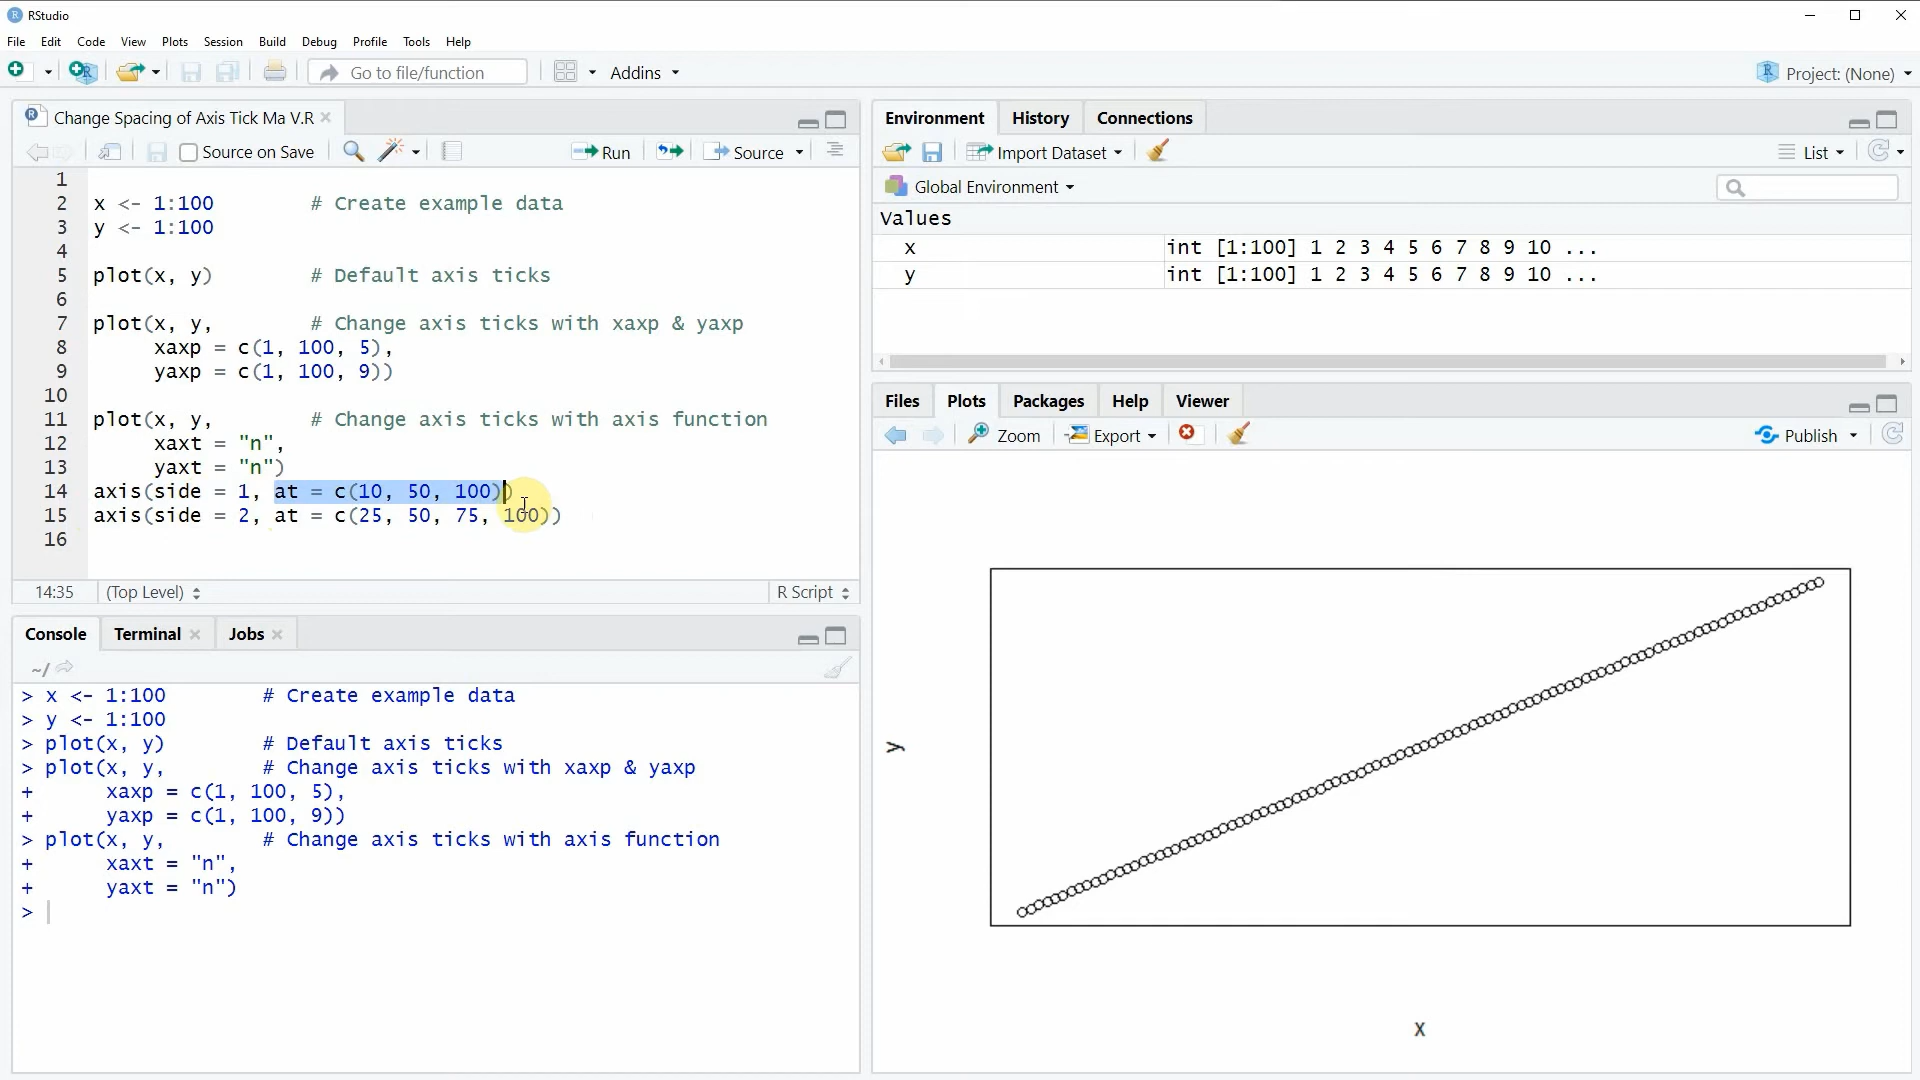 RStudio
File Edit Code View Plots Session Build Debug Profile Tools Help
Go to file/function
Addins
Project: (None)
Change Spacing of Axis Tick Ma V.R
Source on Save
Run
Source
1
2 x <- 1:100 # Create example data
3 y <- 1:100
4
5 plot(x, y) # Default axis ticks
6
7 plot(x, y, # Change axis ticks with xaxp & yaxp
8 xaxp = c(1, 100, 5),
9 yaxp = c(1, 100, 9))
10
11 plot(x, y, # Change axis ticks with axis function
12 xaxt = "n",
13 yaxt = "n")
14 axis(side = 1, at = c(10, 50, 100))
15 axis(side = 2, at = c(25, 50, 75, 100))
16
14:35 (Top Level) R Script
Console Terminal Jobs
~/
> x <- 1:100 # Create example data
> y <- 1:100
> plot(x, y) # Default axis ticks
> plot(x, y, # Change axis ticks with xaxp & yaxp
+ xaxp = c(1, 100, 5),
+ yaxp = c(1, 100, 9))
> plot(x, y, # Change axis ticks with axis function
+ xaxt = "n",
+ yaxt = "n")
>
Environment History Connections
Import Dataset
List
Global Environment
Values
x int [1:100] 1 2 3 4 5 6 7 8 9 10 ...
y int [1:100] 1 2 3 4 5 6 7 8 9 10 ...
Files Plots Packages Help Viewer
Zoom Export Publish
y
x